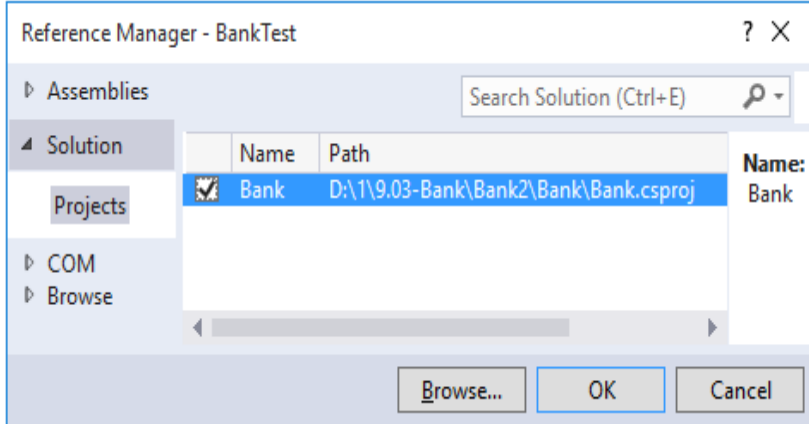 Reference Manager - BankTest ? X
Assemblies
Search Solution (Ctrl+E)
Solution
Projects
COM
Browse
Name Path
Bank D:\1\9.03-Bank\Bank2\Bank\Bank.csproj
Name:
Bank
Browse... OK Cancel